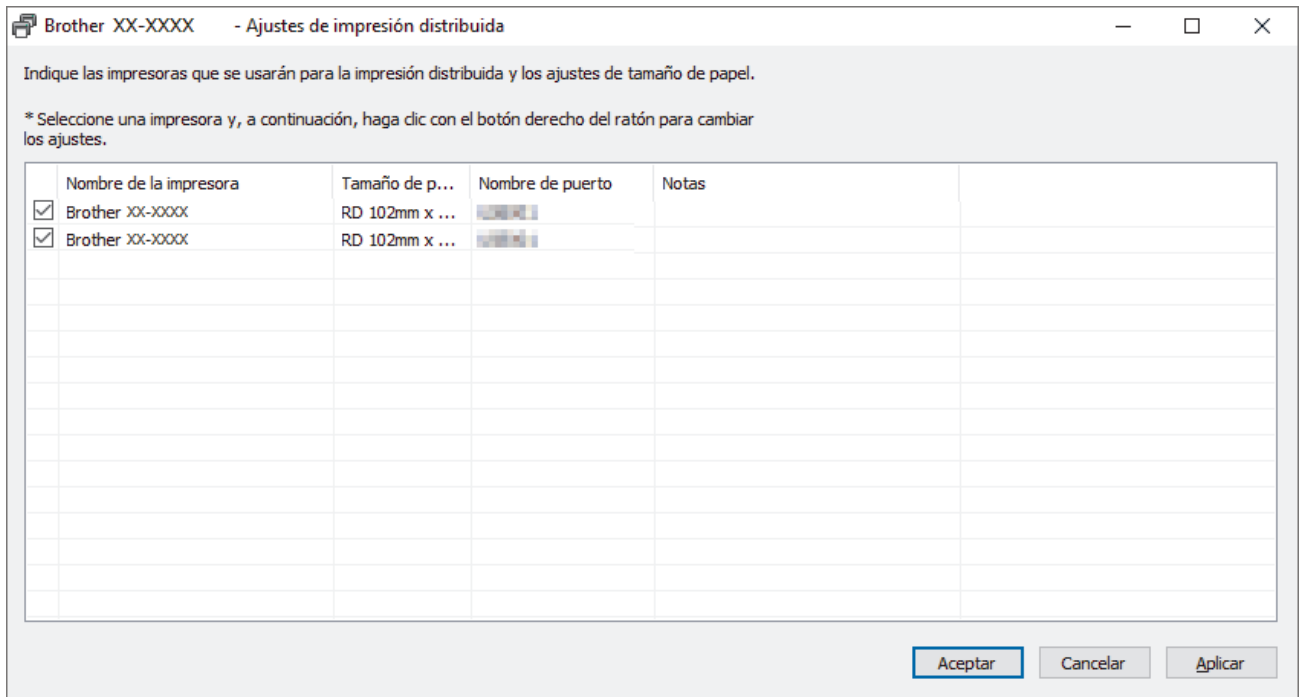 Brother XX-XXXX - Ajustes de impresión distribuida
Indique las impresoras que se usarán para la impresión distribuida y los ajustes de tamaño de papel.
* Seleccione una impresora y, a continuación, haga clic con el botón derecho del ratón para cambiar
los ajustes.
Nombre de la impresora Tamaño de p... Nombre de puerto Notas
Brother XX-XXXX RD 102mm x ...
Brother XX-XXXX RD 102mm x ...
Aceptar Cancelar Aplicar